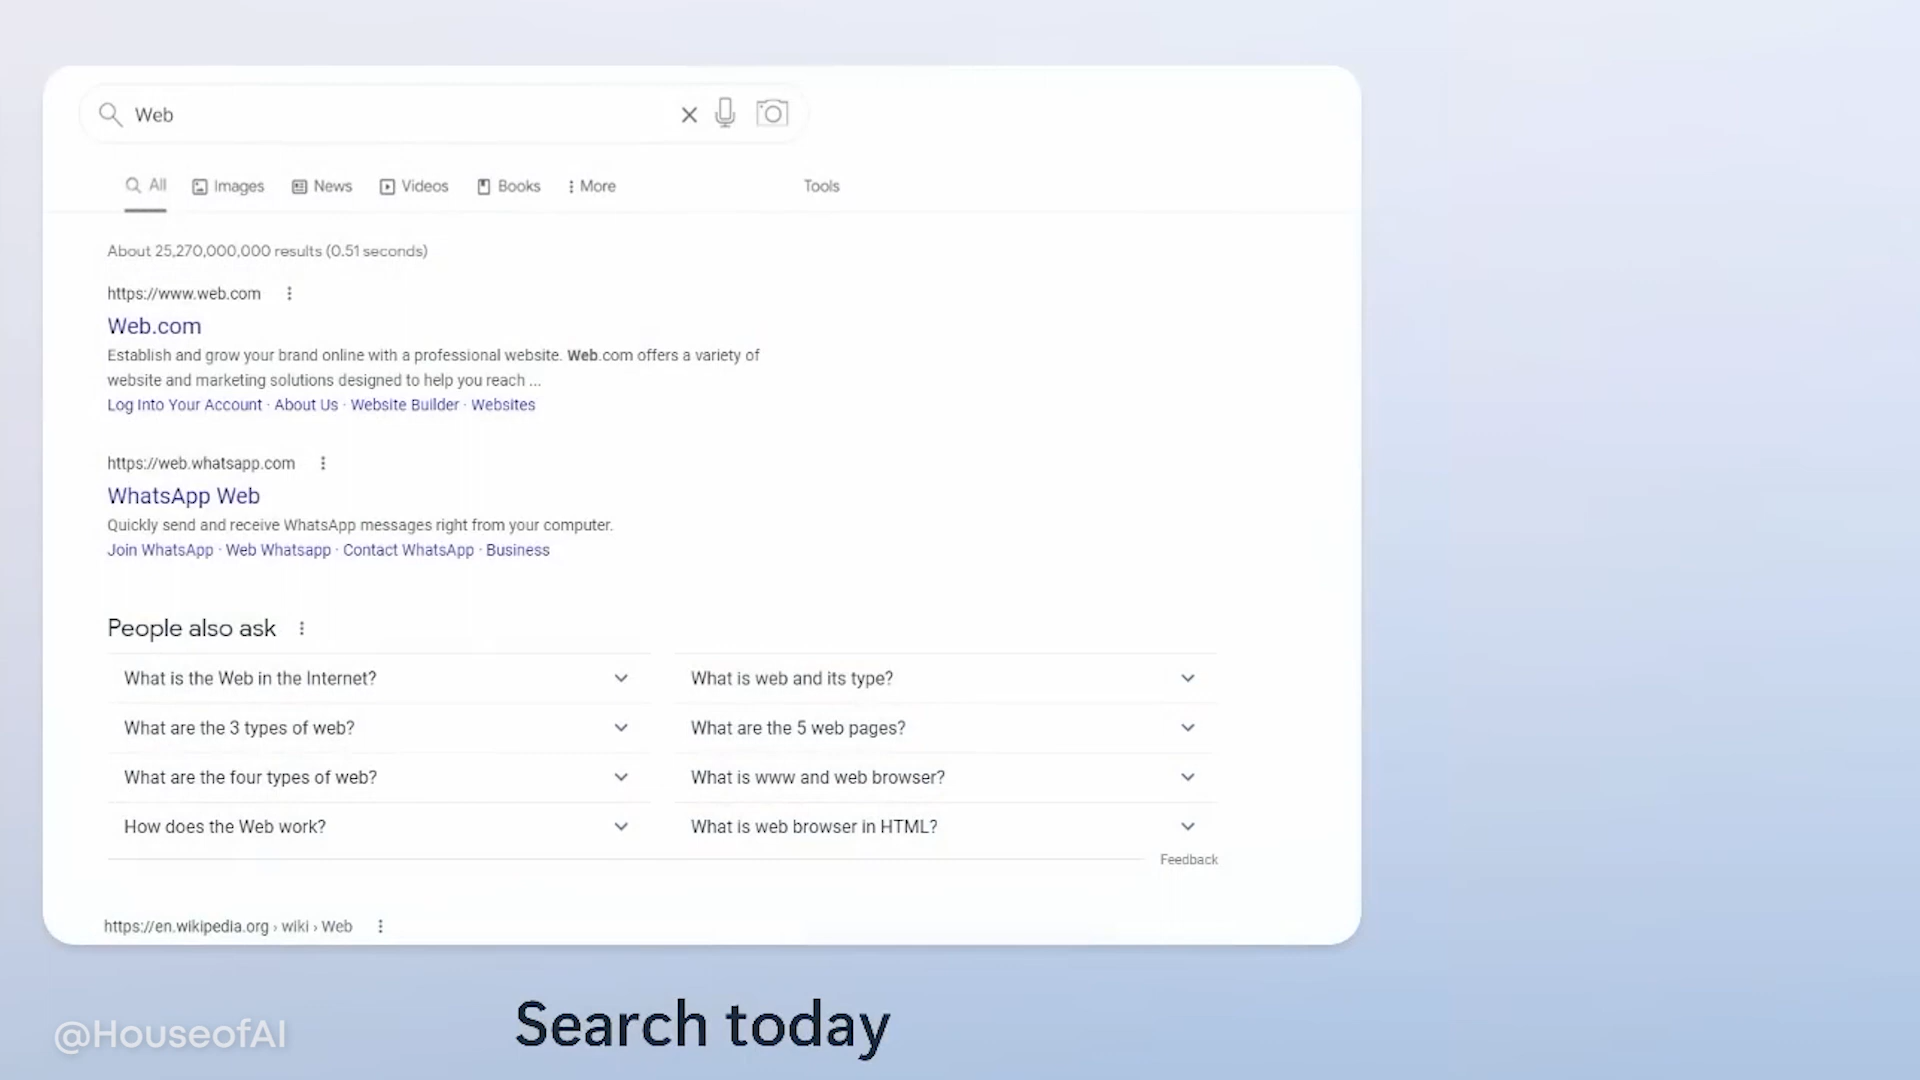 Web
All Images News Videos Books More Tools
About 25,270,000,000 results (0.51 seconds)
https://www.web.com
Web.com
Establish and grow your brand online with a professional website. Web.com offers a variety of
website and marketing solutions designed to help you reach ...
Log Into Your Account · About Us · Website Builder · Websites
https://web.whatsapp.com
WhatsApp Web
Quickly send and receive WhatsApp messages right from your computer.
Join WhatsApp · Web Whatsapp · Contact WhatsApp · Business
People also ask
What is the Web in the Internet?
What is web and its type?
What are the 3 types of web?
What are the 5 web pages?
What are the four types of web?
What is www and web browser?
How does the Web work?
What is web browser in HTML?
Feedback
https://en.wikipedia.org › wiki › Web
Search today
@HouseofAI